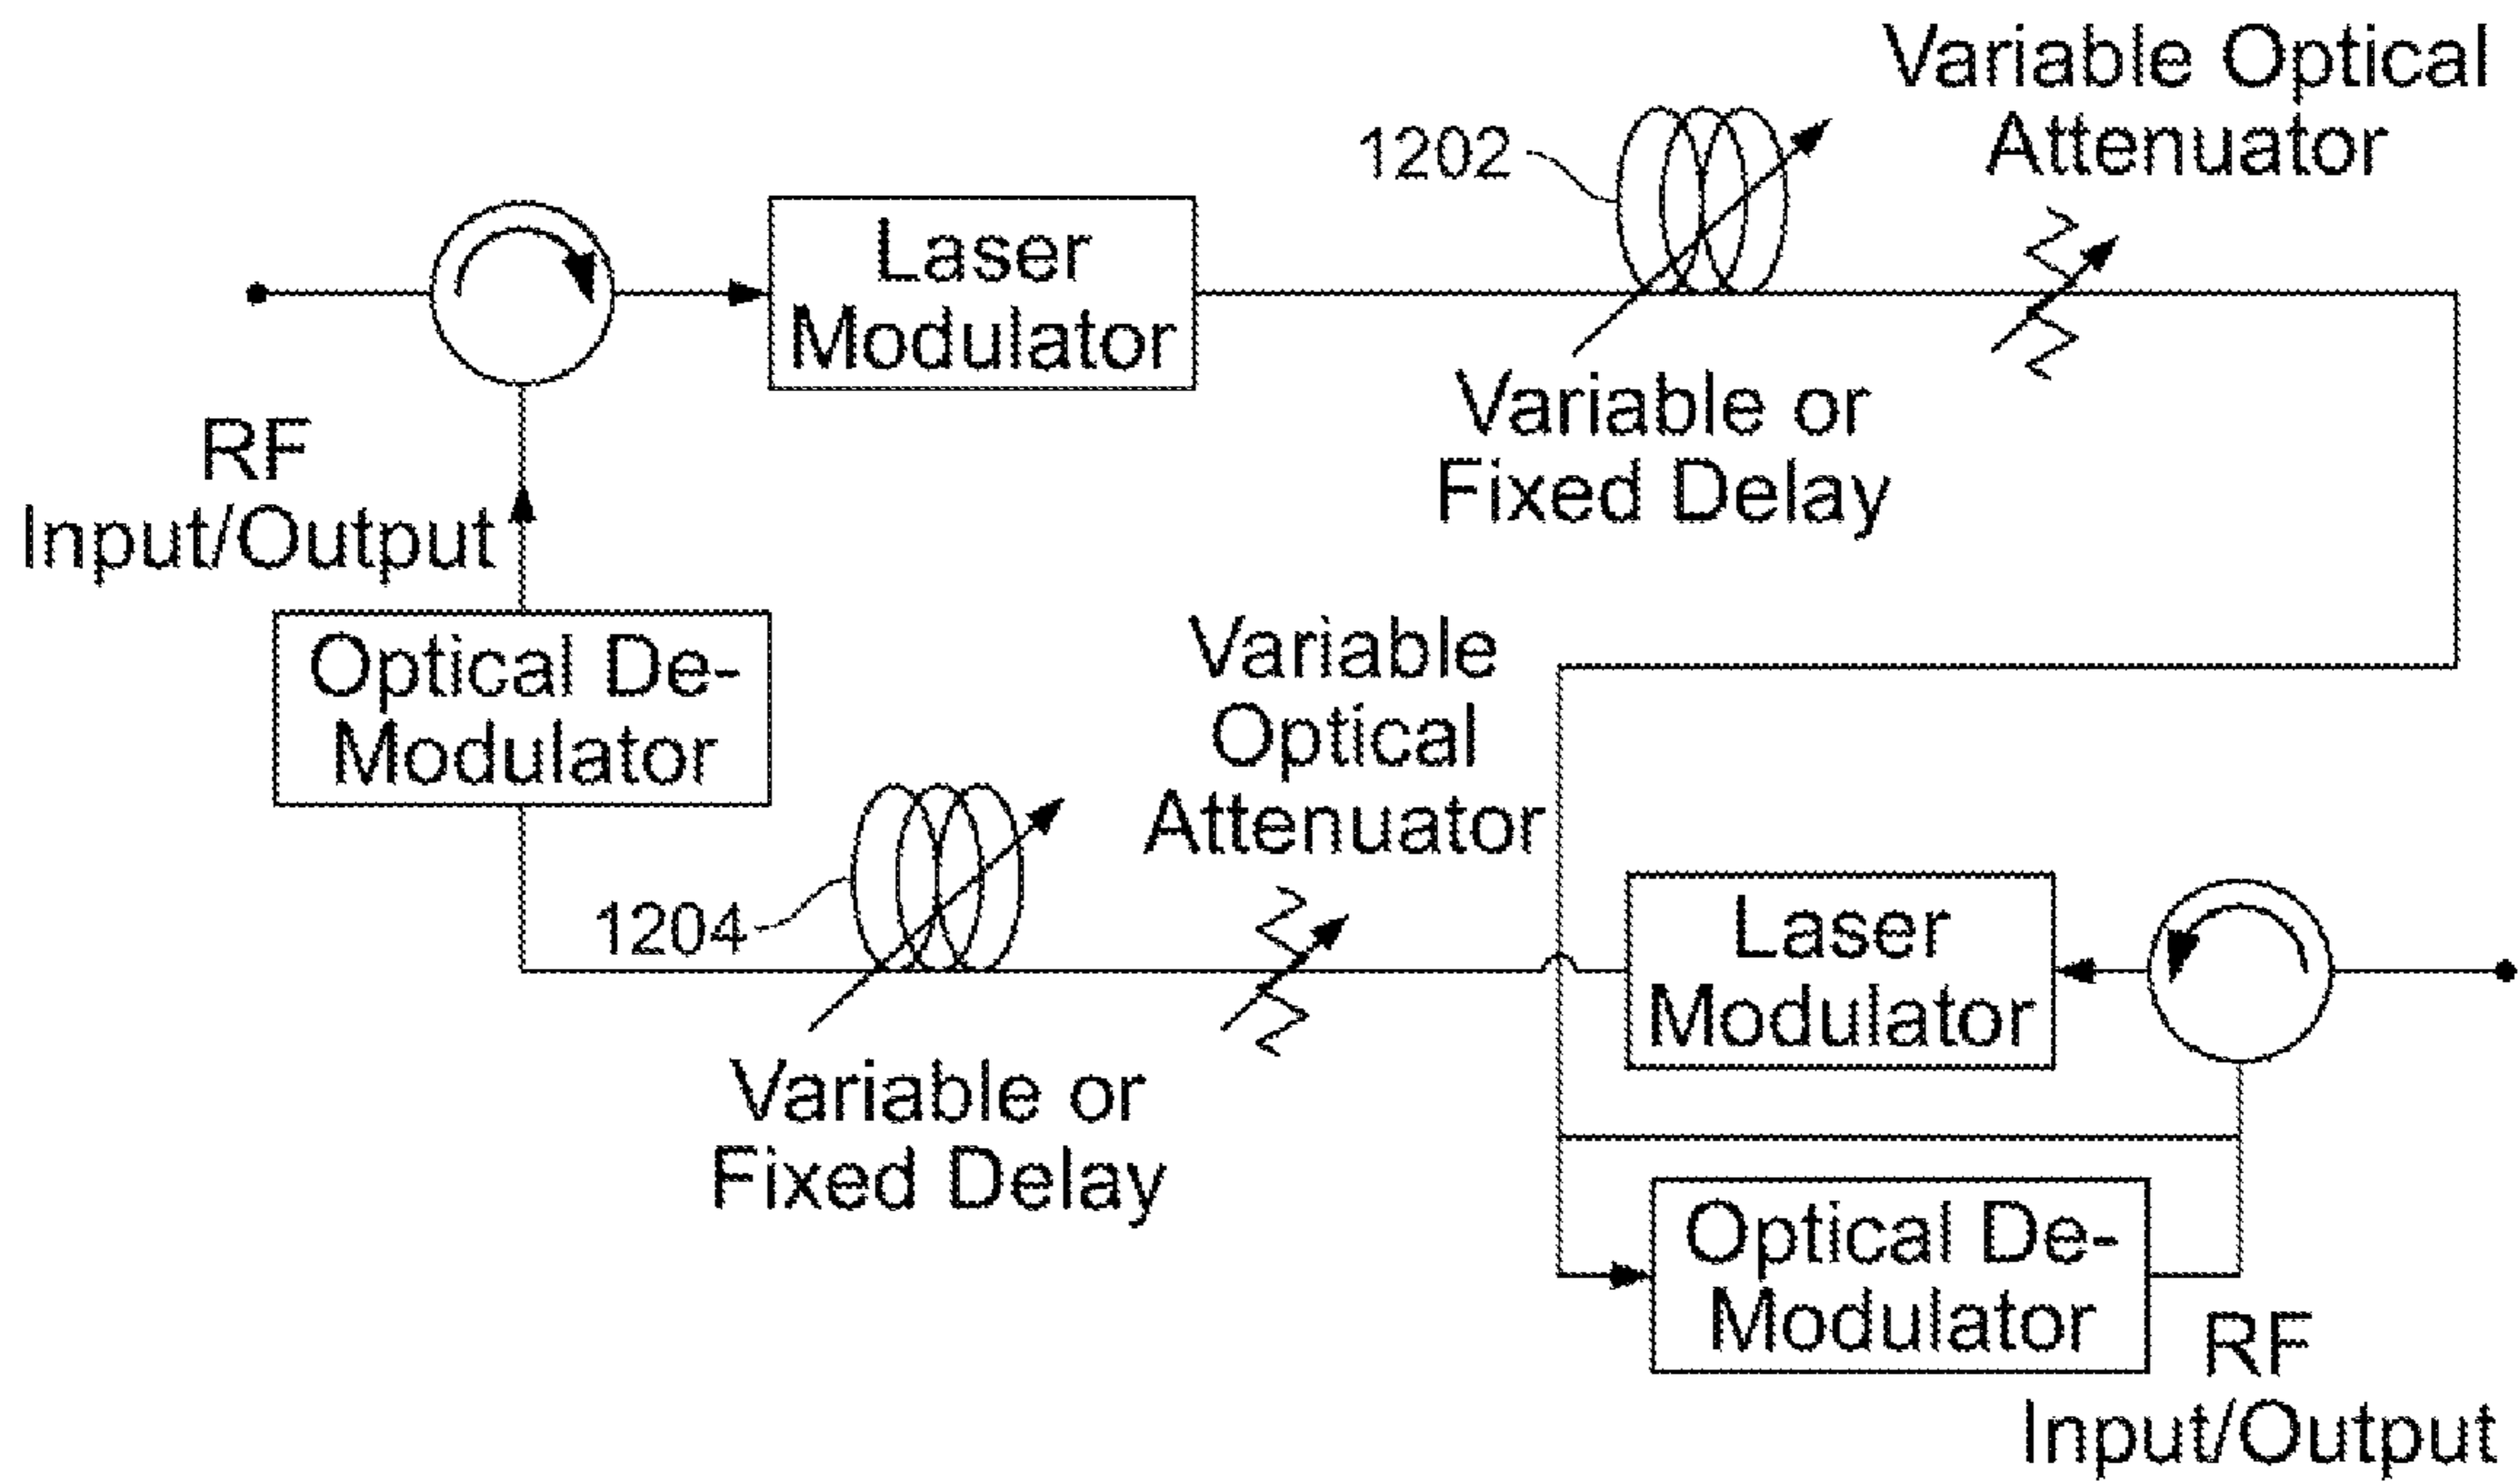 Variable Optical
Attenuator
1202
Laser
Modulator
Variable or
Fixed Delay
RF
Input/Output
Optical De-
Modulator
Variable
Optical
Attenuator
1204
Laser
Modulator
Variable or
Fixed Delay
Optical De-
Modulator
RF
Input/Output